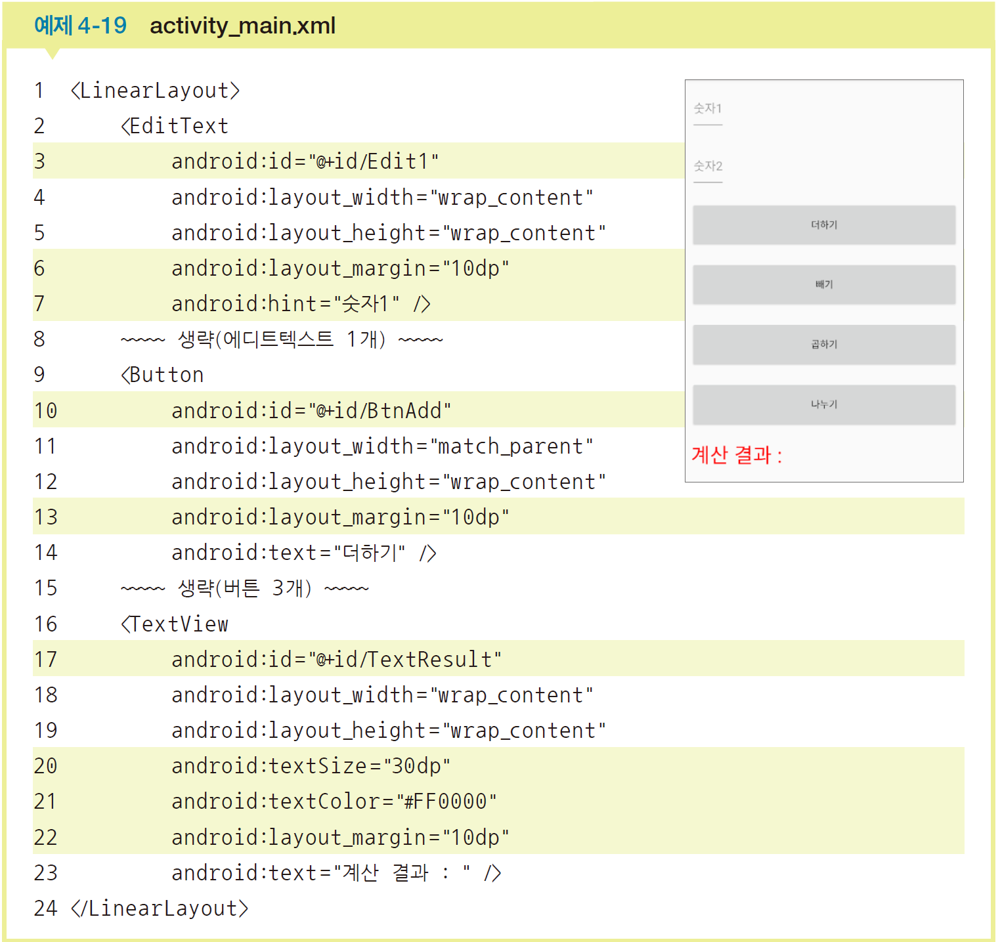 예제 4-19 activity_main.xml
1 <LinearLayout>
2 <EditText
3 android:id="@+id/Edit1"
4 android:layout_width="wrap_content"
5 android:layout_height="wrap_content"
6 android:layout_margin="10dp"
7 android:hint="숫자1" />
8 ~~~~~ 생략(에디트텍스트 1개) ~~~~~
9 <Button
10 android:id="@+id/BtnAdd"
11 android:layout_width="match_parent"
12 android:layout_height="wrap_content"
13 android:layout_margin="10dp"
14 android:text="더하기" />
15 ~~~~~ 생략(버튼 3개) ~~~~~
16 <TextView
17 android:id="@+id/TextResult"
18 android:layout_width="wrap_content"
19 android:layout_height="wrap_content"
20 android:textSize="30dp"
21 android:textColor="#FF0000"
22 android:layout_margin="10dp"
23 android:text="계산 결과 : " />
24 </LinearLayout>
숫자1
숫자2
더하기
빼기
곱하기
나누기
계산 결과 :